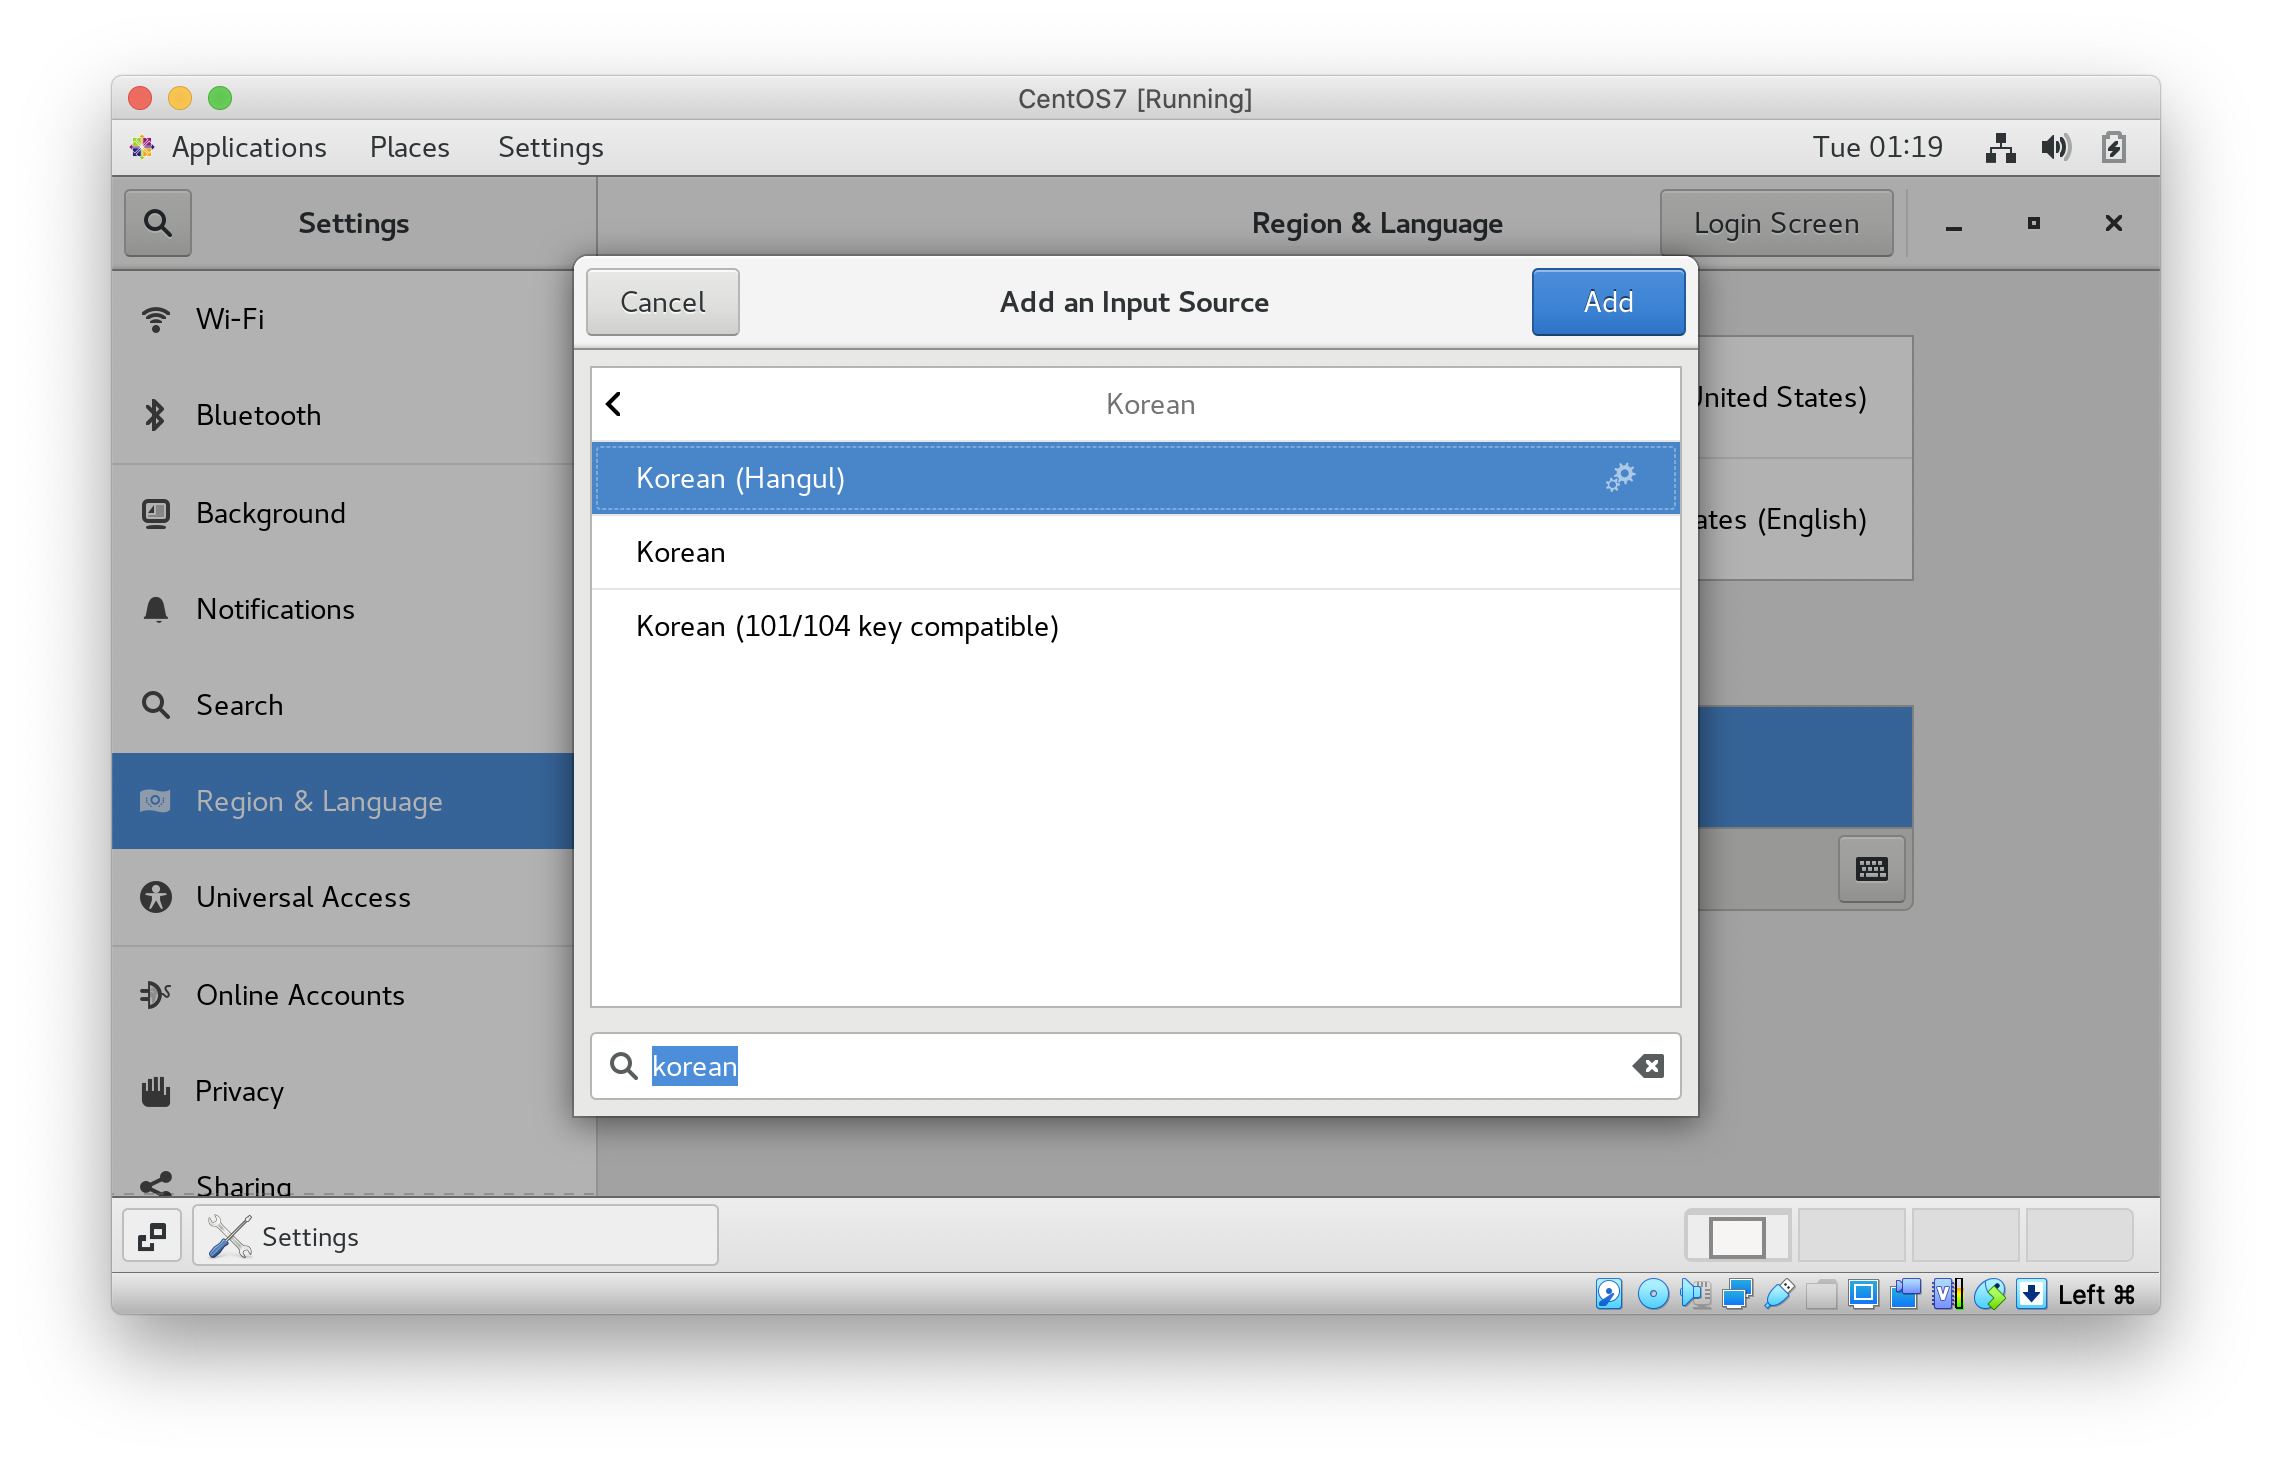 CentOS7 [Running]
Applications Places Settings Tue 01:19
Settings Region & Language Login Screen
Cancel Add an Input Source Add
Wi-Fi
Bluetooth
Background
Notifications
Search
Region & Language
Universal Access
Online Accounts
Privacy
Sharing
Korean
Korean (Hangul)
Korean
Korean (101/104 key compatible)
korean
United States)
ates (English)
Settings
Left ⌘